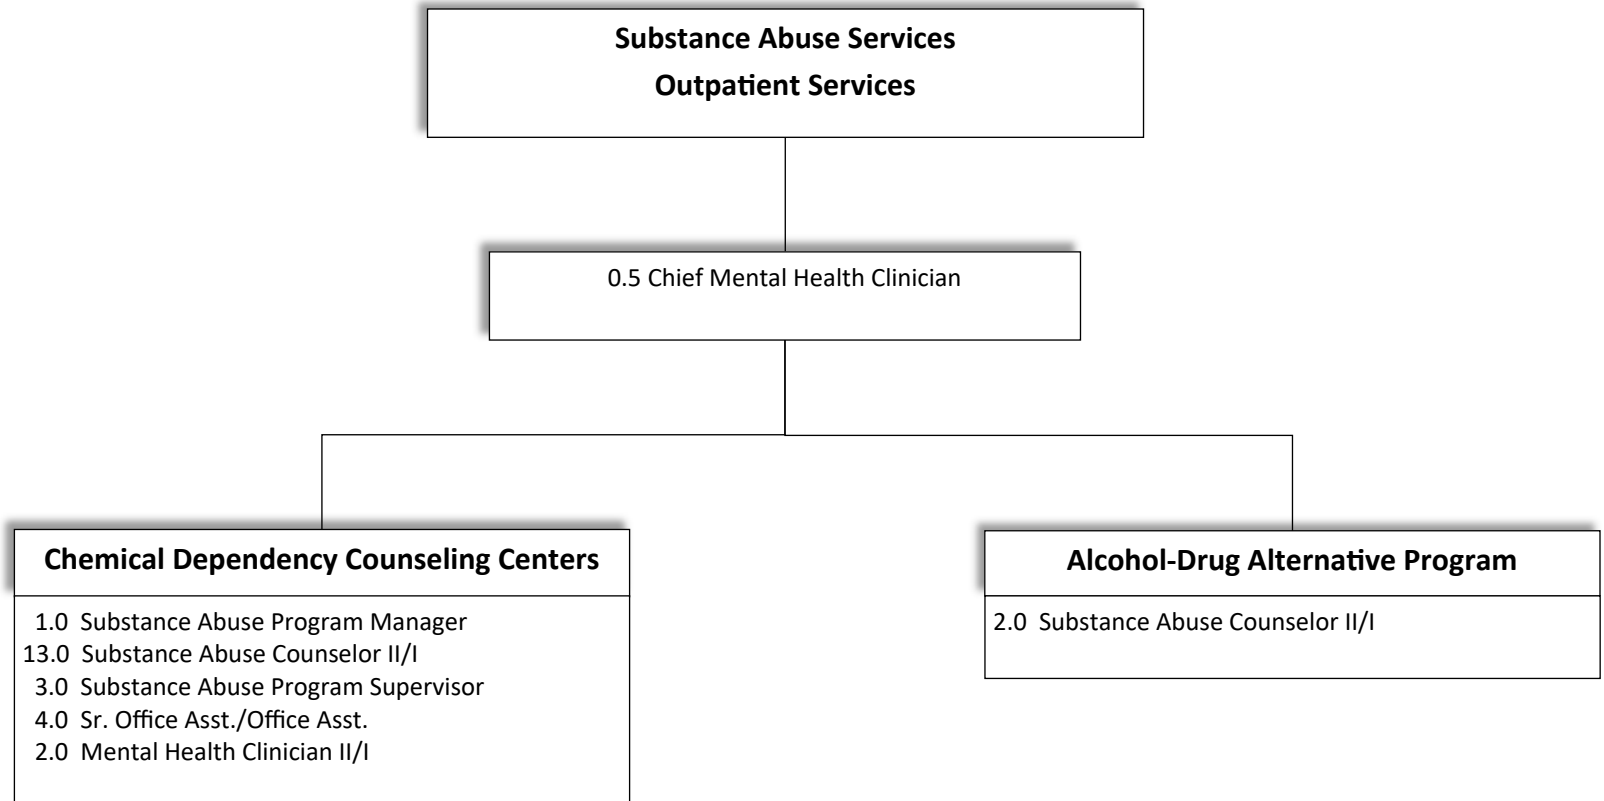 Substance Abuse Services
Outpatient Services
0.5 Chief Mental Health Clinician
Chemical Dependency Counseling Centers
1.0 Substance Abuse Program Manager
13.0 Substance Abuse Counselor II/I
3.0 Substance Abuse Program Supervisor
4.0 Sr. Office Asst./Office Asst.
2.0 Mental Health Clinician II/I
Alcohol-Drug Alternative Program
2.0 Substance Abuse Counselor II/I